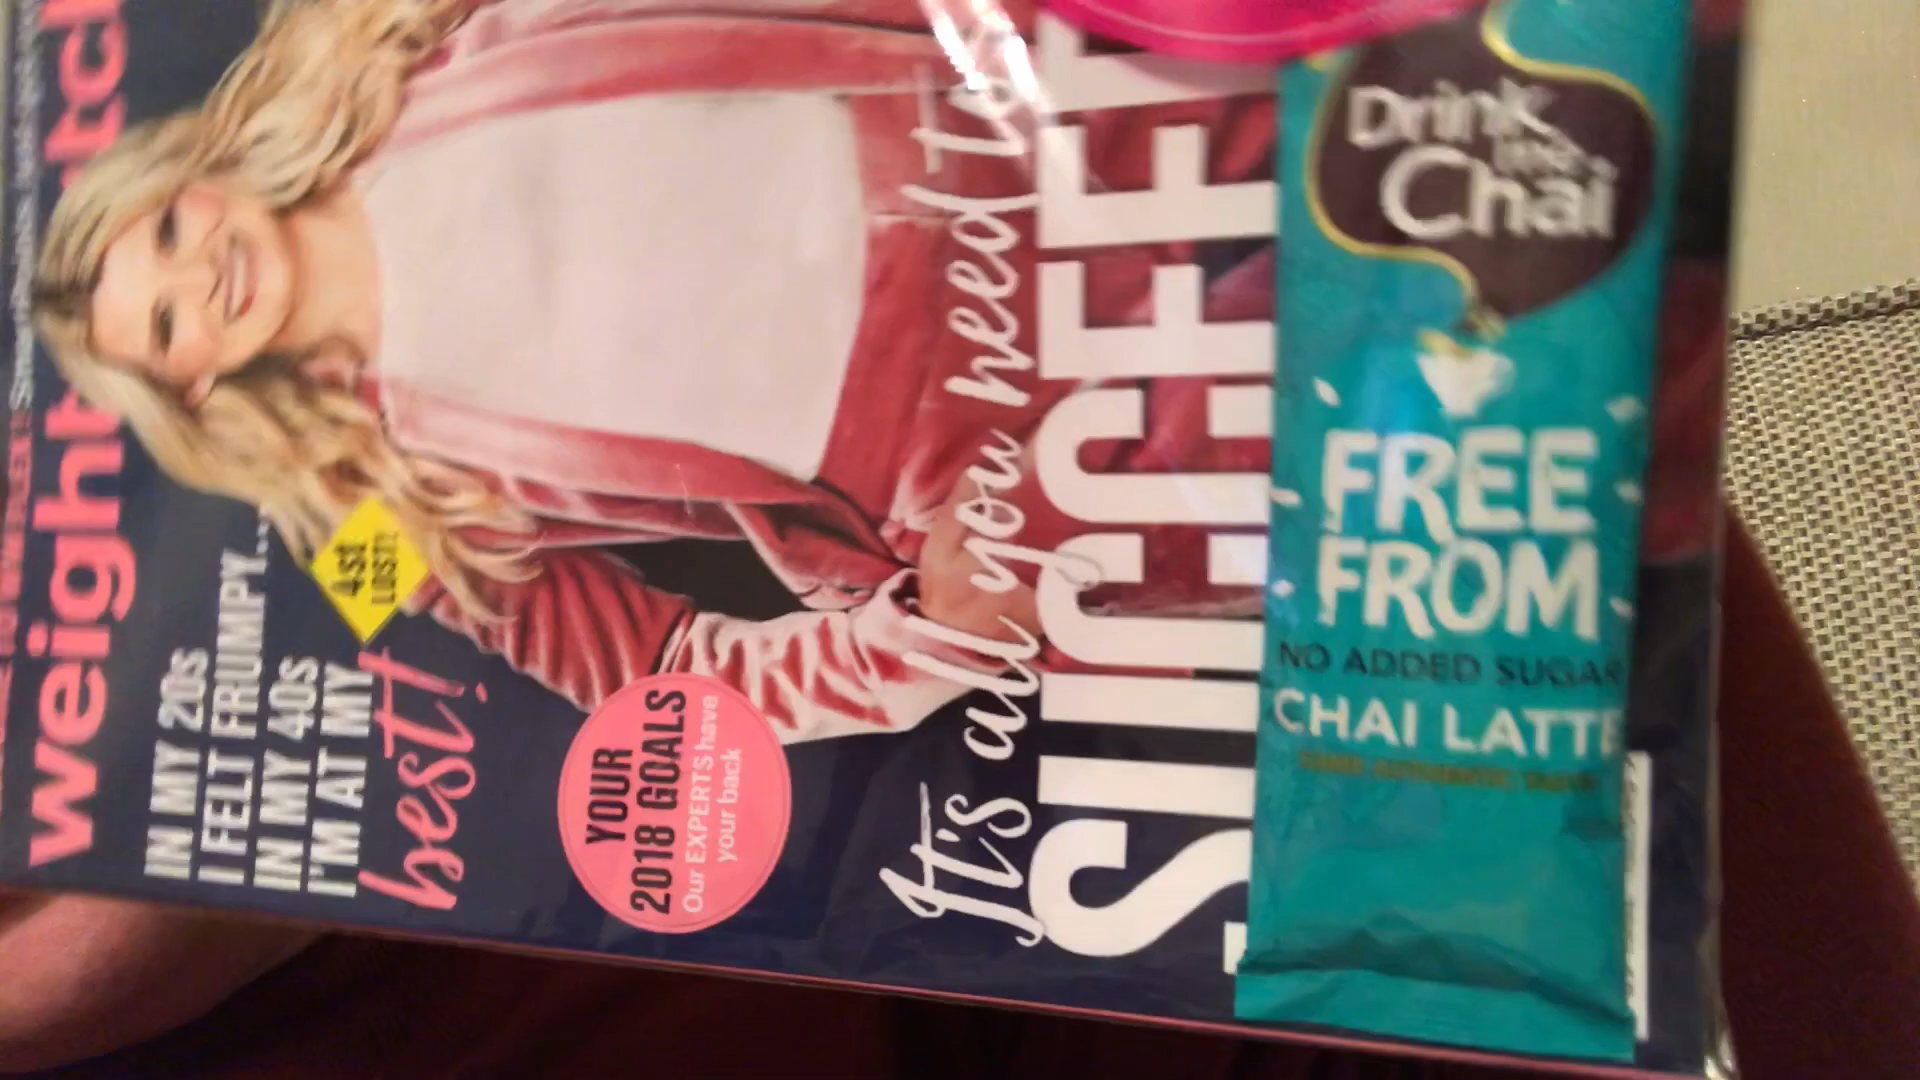 weight
IN MY 20s
I FELT FRUMPY...
IN MY 40s
I'M AT MY
best!
4st
LOST!
YOUR
2018 GOALS
Our EXPERTS have
your back
It's all you need to
Drink
me
Chai
FREE
FROM
NO ADDED SUGAR
CHAI LATTE